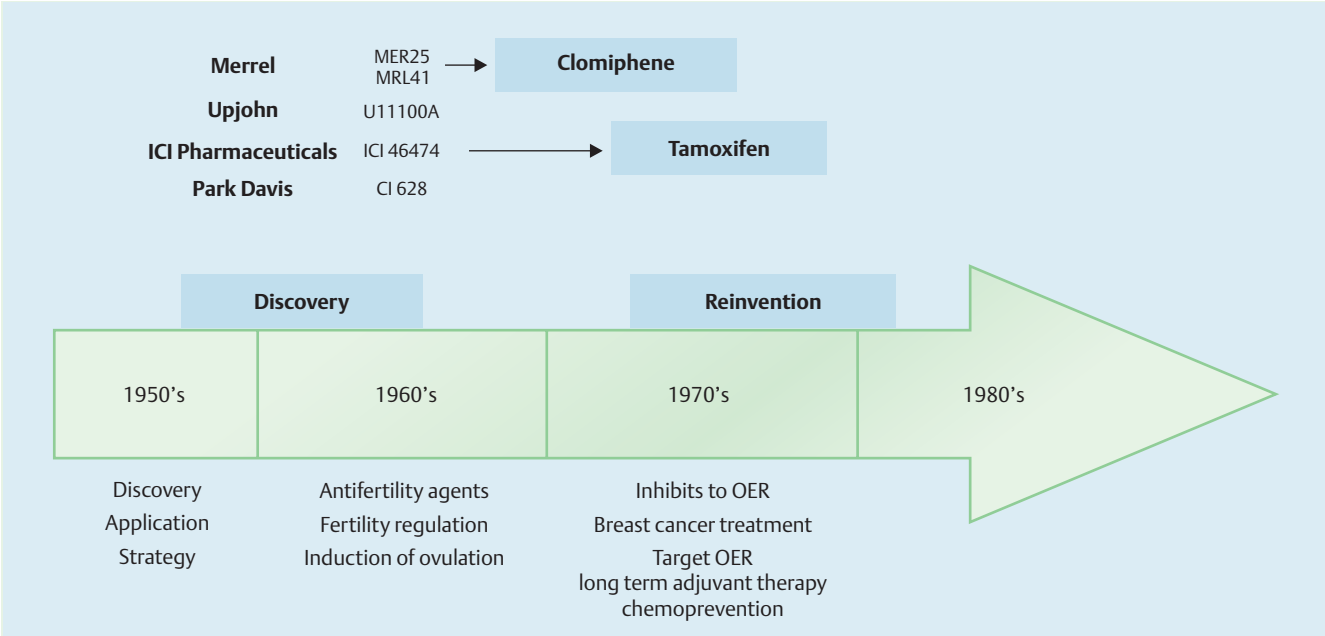 Merrel MER25 MRL41 Clomiphene
Upjohn U11100A
ICI Pharmaceuticals ICI 46474 Tamoxifen
Park Davis CI 628
Discovery Reinvention
1950’s 1960’s 1970’s 1980’s
Discovery Antifertility agents Inhibits to OER
Application Fertility regulation Breast cancer treatment
Strategy Induction of ovulation Target OER
long term adjuvant therapy
chemoprevention